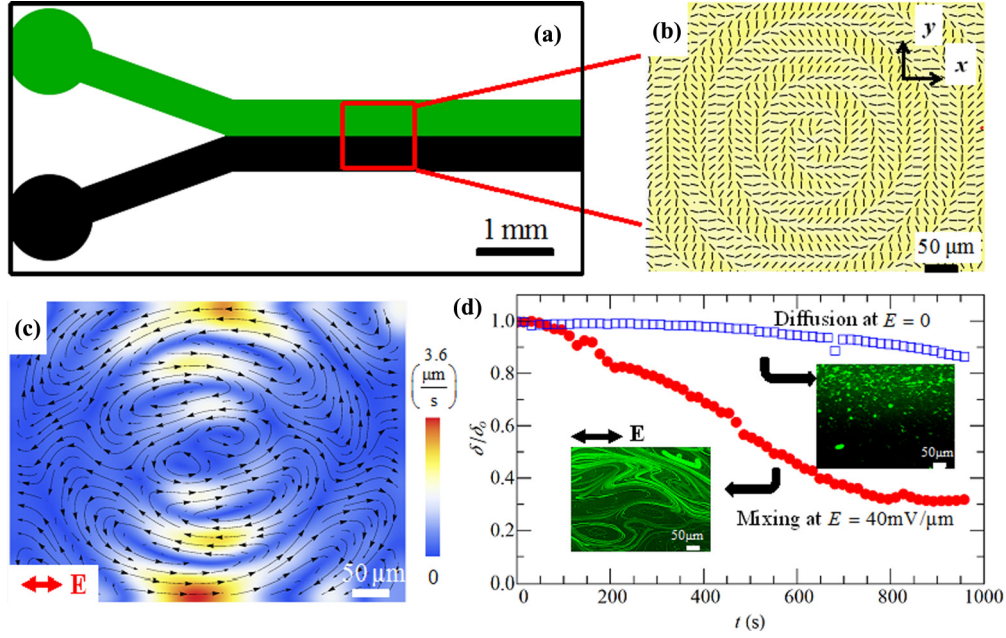 (a)
1 mm
(b)
y
x
50 µm
(c)
3.6
µm
s
0
E
50 µm
(d)
1.0
0.8
0.6
0.4
0.2
0.0
δ/δo
Diffusion at E = 0
50µm
E
50µm
Mixing at E = 40mV/µm
0
200
400
600
800
1000
t (s)